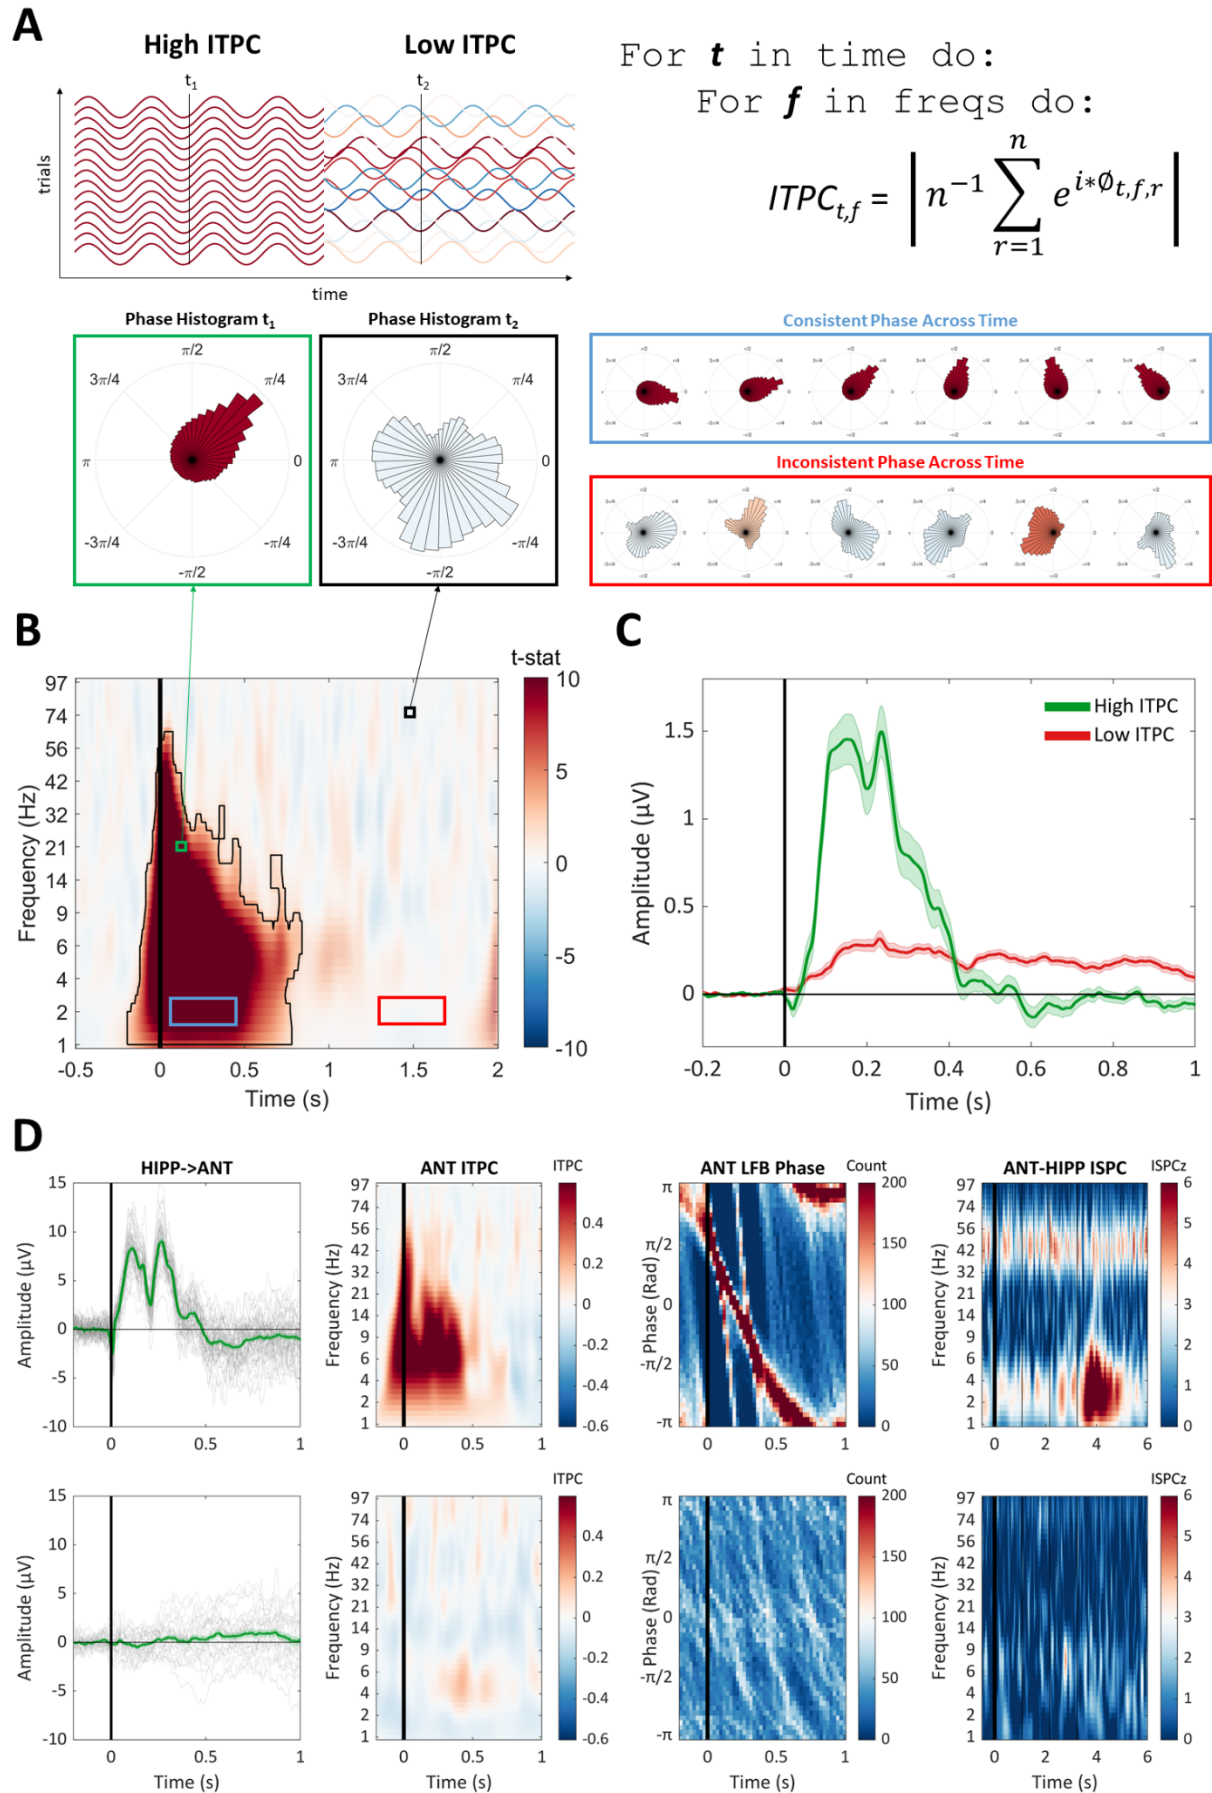 A
High ITPC
Low ITPC
t1
t2
trials
time
For t in time do:
For f in freqs do:
ITPCt,f = | n⁻¹ ∑ e^{i*∅t,f,r} |
n
r=1
Phase Histogram t1
π/2
3π/4
π/4
π
0
-3π/4
-π/4
-π/2
Phase Histogram t2
π/2
3π/4
π/4
π
0
-3π/4
-π/4
-π/2
Consistent Phase Across Time
Inconsistent Phase Across Time
B
t-stat
97
74
56
42
32
21
14
9
6
4
2
1
Frequency (Hz)
-0.5
0
0.5
1
1.5
2
Time (s)
10
5
0
-5
-10
C
High ITPC
Low ITPC
1.5
1
0.5
0
Amplitude (μV)
-0.2
0
0.2
0.4
0.6
0.8
1
Time (s)
D
HIPP->ANT
15
10
5
0
-5
-10
Amplitude (μV)
0
0.5
1
ANT ITPC
ITPC
97
74
56
42
32
21
14
9
6
4
2
1
Frequency (Hz)
0
0.5
1
0.4
0.2
0
-0.2
-0.4
-0.6
ANT LFB Phase
Count
π
π/2
0
-π/2
-π
Phase (Rad)
0
0.5
1
200
150
100
50
0
ANT-HIPP ISPC
ISPCz
97
74
56
42
32
21
14
9
6
4
2
1
Frequency (Hz)
0
2
4
6
6
5
4
3
2
1
0
15
10
5
0
-5
-10
Amplitude (μV)
0
0.5
1
Time (s)
ITPC
97
74
56
42
32
21
14
9
6
4
2
1
Frequency (Hz)
0
0.5
1
Time (s)
0.4
0.2
0
-0.2
-0.4
-0.6
Count
π
π/2
0
-π/2
-π
Phase (Rad)
0
0.5
1
Time (s)
200
150
100
50
0
ISPCz
97
74
56
42
32
21
14
9
6
4
2
1
Frequency (Hz)
0
2
4
6
Time (s)
6
5
4
3
2
1
0